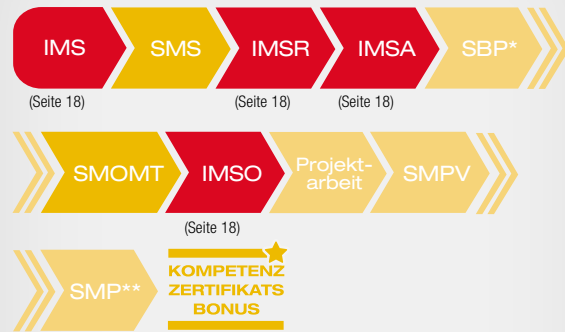 IMS SMS IMSR IMSA SBP*
(Seite 18) (Seite 18) (Seite 18)
SMOMT IMSO Projekt-
arbeit SMPV
(Seite 18)
SMP** KOMPETENZ
ZERTIFIKATS
BONUS